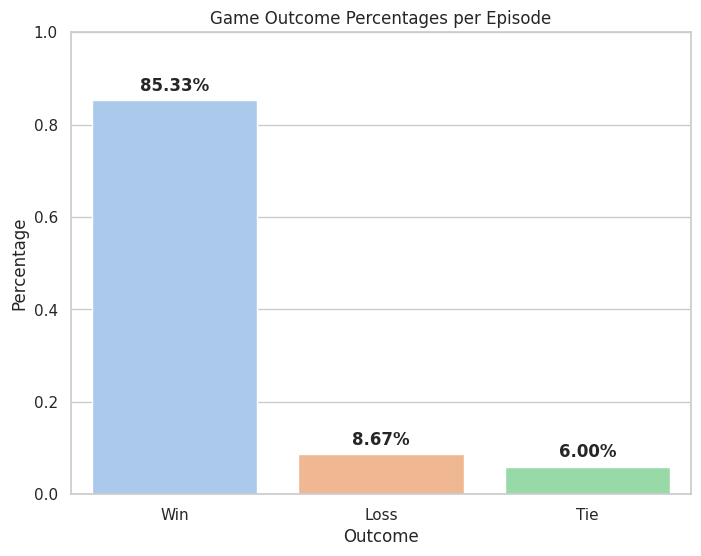 Game Outcome Percentages per Episode
1.0
0.8
0.6
0.4
0.2
0.0
Percentage
85.33%
8.67%
6.00%
Win
Loss
Tie
Outcome